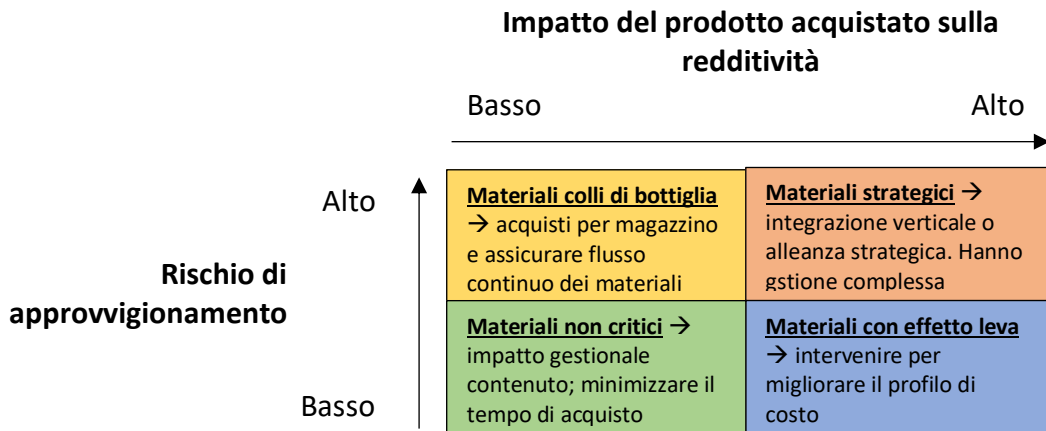 Impatto del prodotto acquistato sulla
redditività
Basso
Alto
Alto
Rischio di
approvvigionamento
Basso
Materiali colli di bottiglia
→ acquisti per magazzino
e assicurare flusso
continuo dei materiali
Materiali strategici →
integrazione verticale o
alleanza strategica. Hanno
gstione complessa
Materiali non critici →
impatto gestionale
contenuto; minimizzare il
tempo di acquisto
Materiali con effetto leva
→ intervenire per
migliorare il profilo di
costo